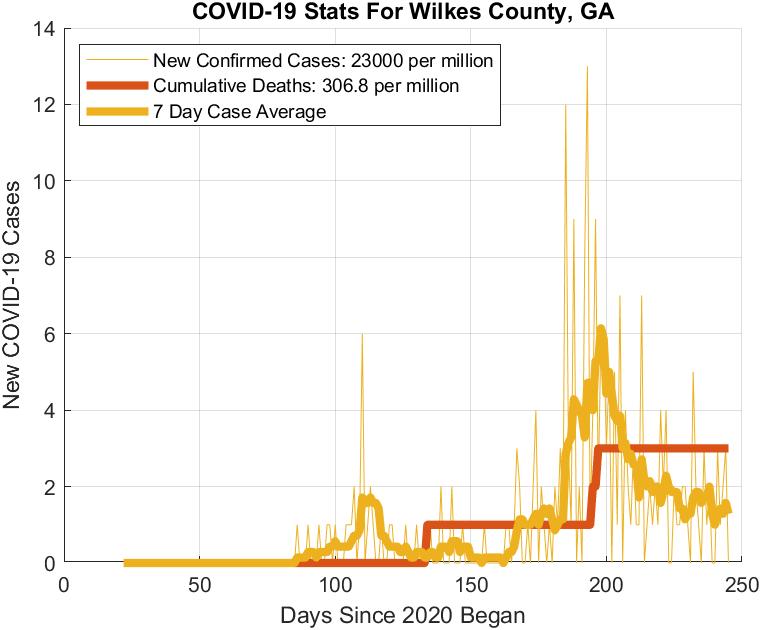 COVID-19 Stats For Wilkes County, GA
New Confirmed Cases: 23000 per million
Cumulative Deaths: 306.8 per million
7 Day Case Average
New COVID-19 Cases
14
12
10
8
6
4
2
0
0 50 100 150 200 250
Days Since 2020 Began